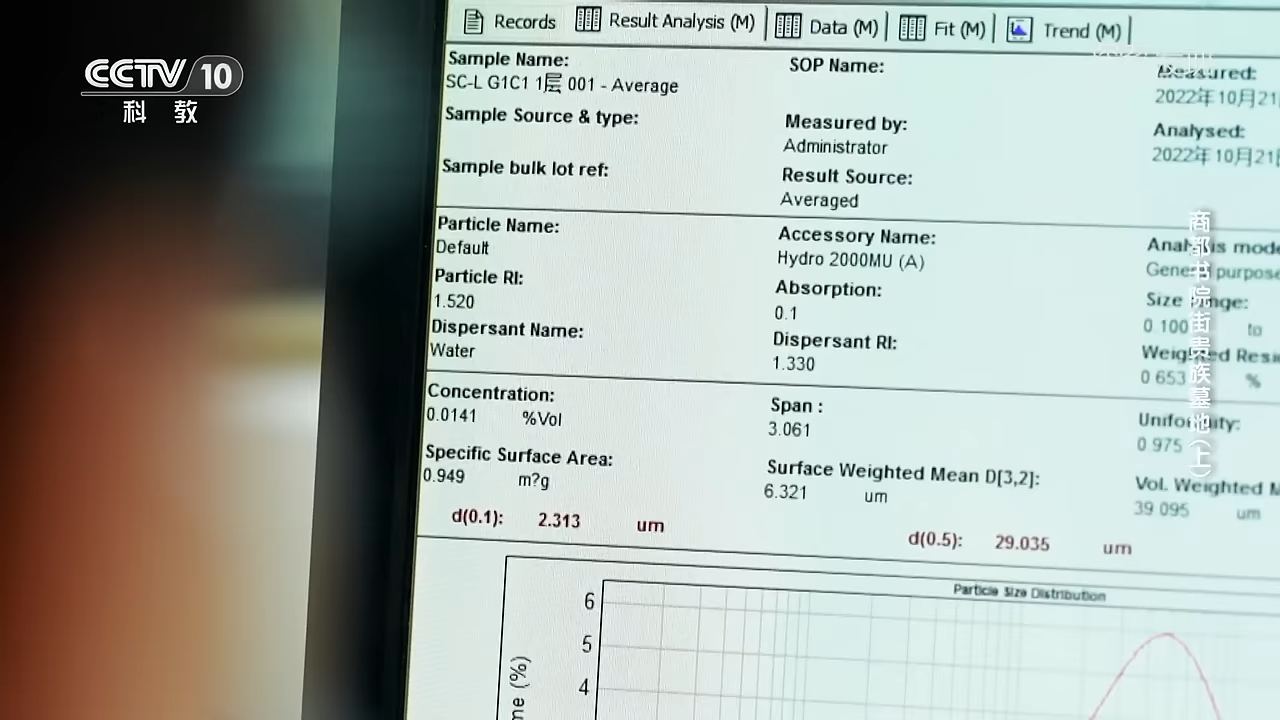 CCTV 10
科 教
Records
Result Analysis (M)
Data (M)
Fit (M)
Trend (M)
Sample Name:
SC-L G1C1 1层 001 - Average
SOP Name:
Measured:
2022年10月21
Sample Source & type:
Measured by:
Administrator
Analysed:
2022年10月21
Sample bulk lot ref:
Result Source:
Averaged
Particle Name:
Default
Accessory Name:
Hydro 2000MU (A)
Particle RI:
1.520
Absorption:
0.1
Size
0.100 to
Dispersant Name:
Water
Dispersant RI:
1.330
0 653 %
Concentration:
0.0141 %Vol
Span :
3.061
0 975
Specific Surface Area:
0.949 m?g
Surface Weighted Mean D[3,2]:
6.321 um
Vol. Weighted M
39 095 um
d(0.1): 2.313 um
d(0.5): 29.035 um
Particle Size Distribution
6
5
4
(%)
商都书院街贵族墓地（上）